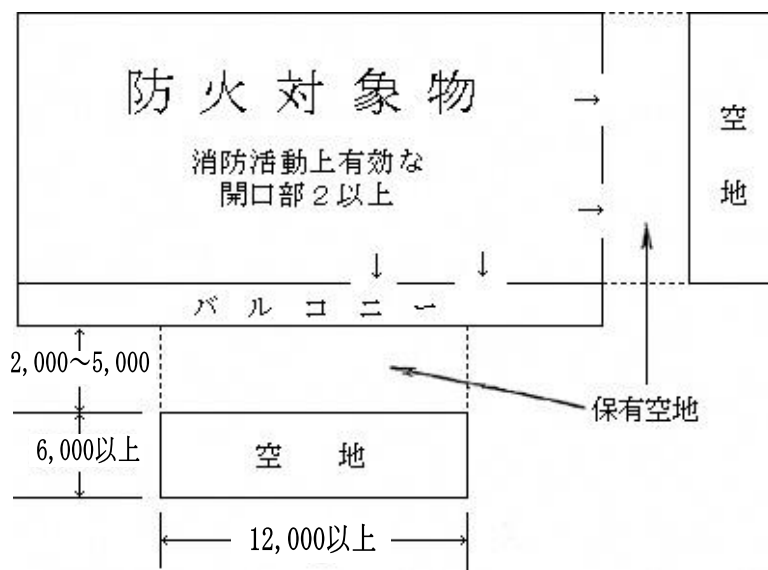 防火対象物
消防活動上有効な
開口部２以上
空地
バルコニー
2,000～5,000
保有空地
6,000以上
空地
12,000以上